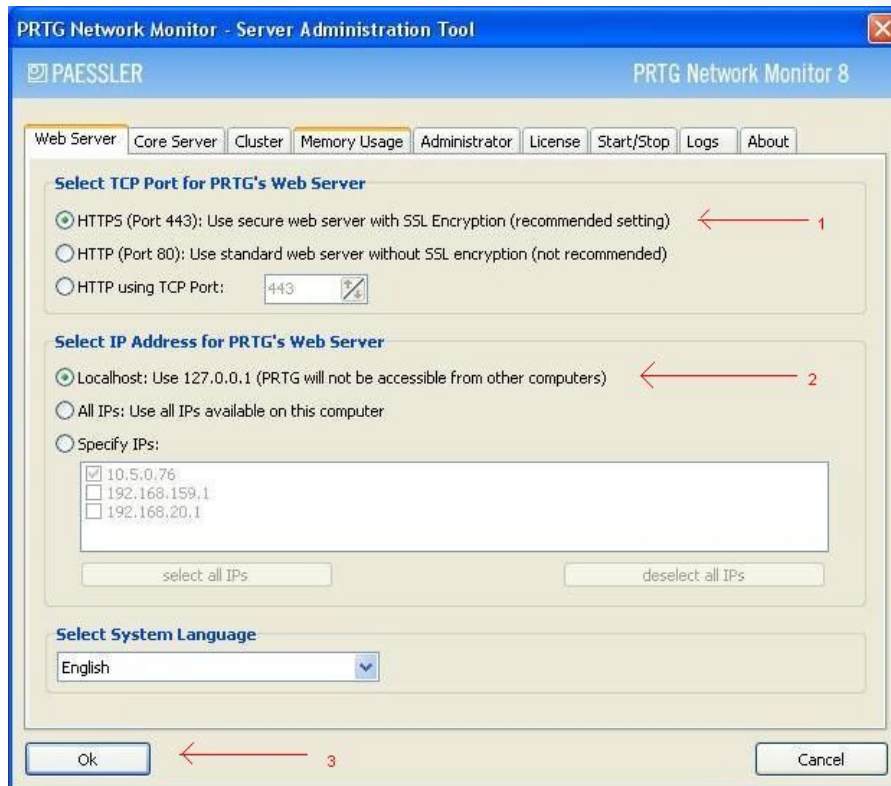 PRTG Network Monitor - Server Administration Tool
PAESSLER PRTG Network Monitor 8
Web Server Core Server Cluster Memory Usage Administrator License Start/Stop Logs About
Select TCP Port for PRTG's Web Server
HTTPS (Port 443): Use secure web server with SSL Encryption (recommended setting) 1
HTTP (Port 80): Use standard web server without SSL encryption (not recommended)
HTTP using TCP Port: 443
Select IP Address for PRTG's Web Server
Localhost: Use 127.0.0.1 (PRTG will not be accessible from other computers) 2
All IPs: Use all IPs available on this computer
Specify IPs:
10.5.0.76
192.168.159.1
192.168.20.1
select all IPs deselect all IPs
Select System Language
English
Ok 3 Cancel